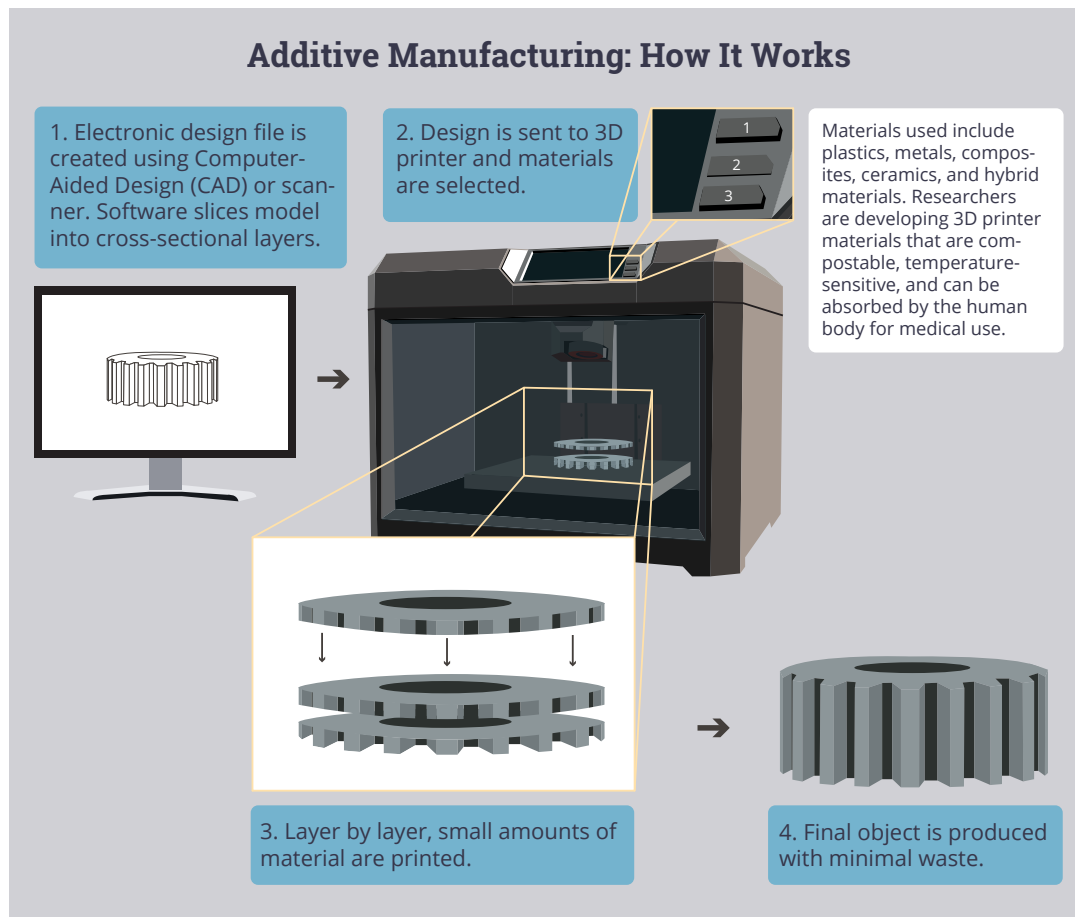 Additive Manufacturing: How It Works
1. Electronic design file is
created using Computer-
Aided Design (CAD) or scan-
ner. Software slices model
into cross-sectional layers.
2. Design is sent to 3D
printer and materials
are selected.
1
2
3
Materials used include
plastics, metals, compos-
ites, ceramics, and hybrid
materials. Researchers
are developing 3D printer
materials that are com-
postable, temperature-
sensitive, and can be
absorbed by the human
body for medical use.
3. Layer by layer, small amounts of
material are printed.
4. Final object is produced
with minimal waste.